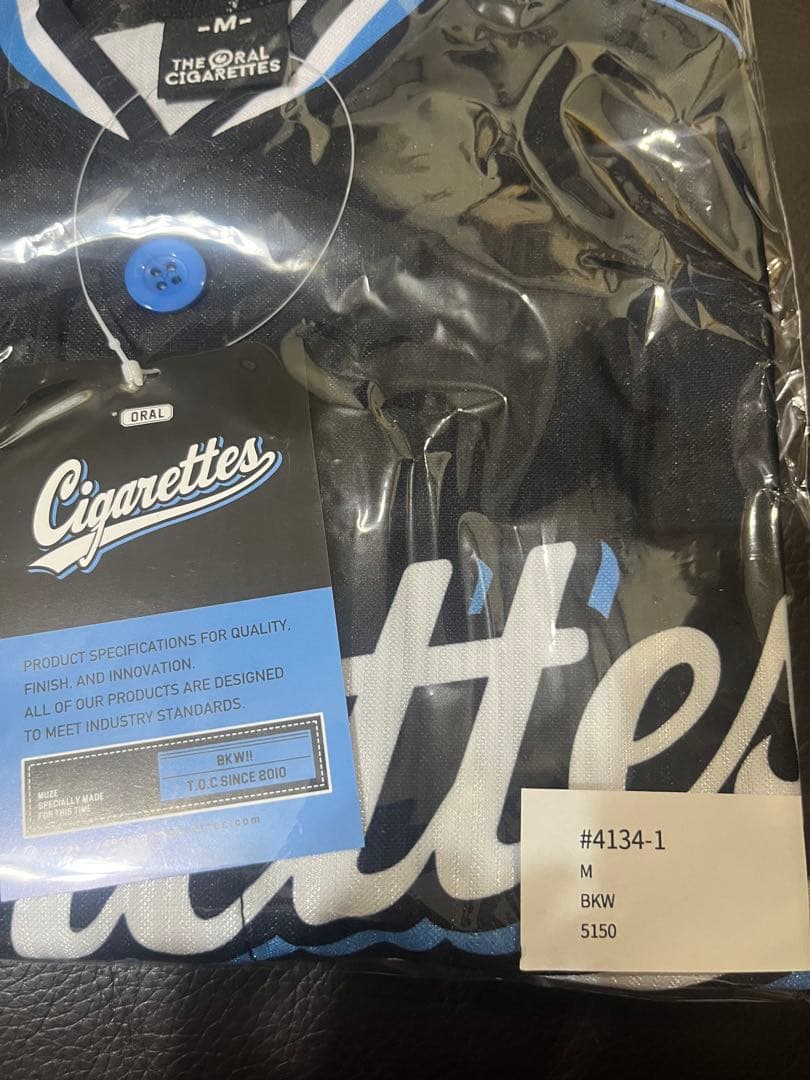 -M-
THE ORAL
CIGARETTES
ORAL
Cigarettes
PRODUCT SPECIFICATIONS FOR QUALITY,
FINISH, AND INNOVATION.
ALL OF OUR PRODUCTS ARE DESIGNED
TO MEET INDUSTRY STANDARDS.
BKW!!
T.O.C SINCE 2010
MUZE
SPECIALLY MADE
FOR THIS TIME
ttes
#4134-1
M
BKW
5150